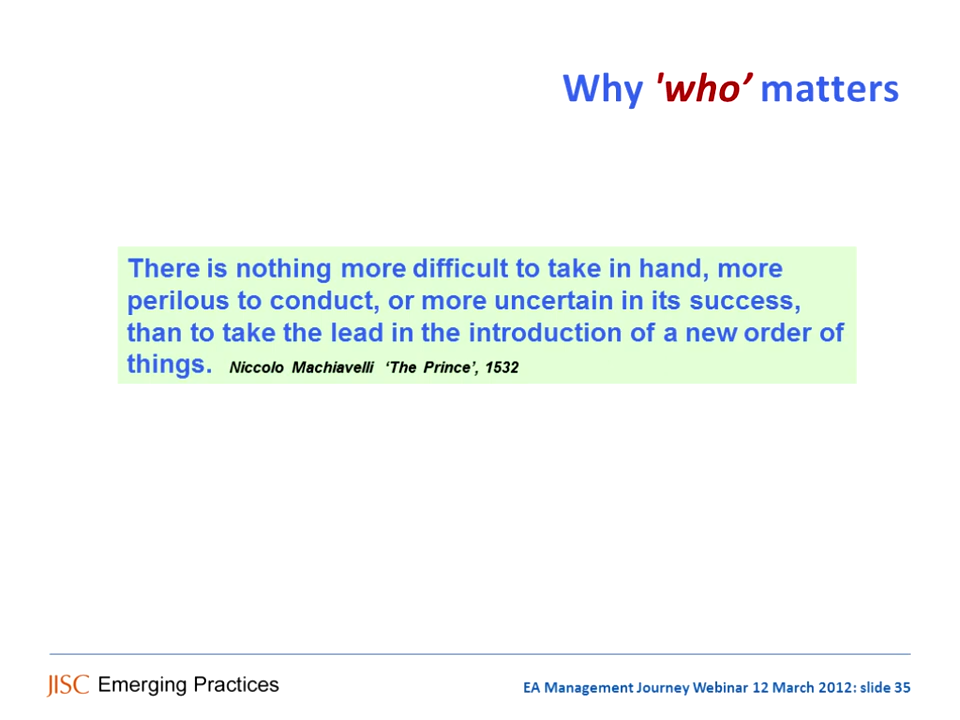 Why 'who’ matters
There is nothing more difficult to take in hand, more
perilous to conduct, or more uncertain in its success,
than to take the lead in the introduction of a new order of
things. Niccolo Machiavelli ‘The Prince’, 1532
JISC Emerging Practices
EA Management Journey Webinar 12 March 2012: slide 35